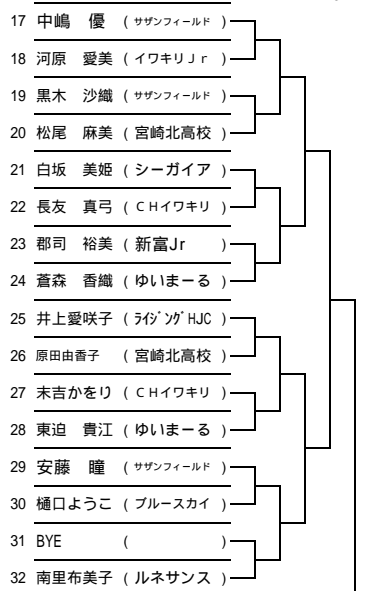 17 中嶋　優 ( サザンフィールド )
18 河原　愛美 ( イワキリＪｒ )
19 黒木　沙織 ( サザンフィールド )
20 松尾　麻美 ( 宮崎北高校 )
21 白坂　美姫 ( シーガイア )
22 長友　真弓 ( ＣＨイワキリ )
23 郡司　裕美 ( 新富Jr )
24 蒼森　香織 ( ゆいまーる )
25 井上愛咲子 ( ﾗｲｼﾞﾝｸﾞHJC )
26 原田由香子 ( 宮崎北高校 )
27 末吉かをり ( ＣＨイワキリ )
28 東迫　貴江 ( ゆいまーる )
29 安藤　瞳 ( サザンフィールド )
30 樋口ようこ ( ブルースカイ )
31 BYE ( )
32 南里布美子 ( ルネサンス )